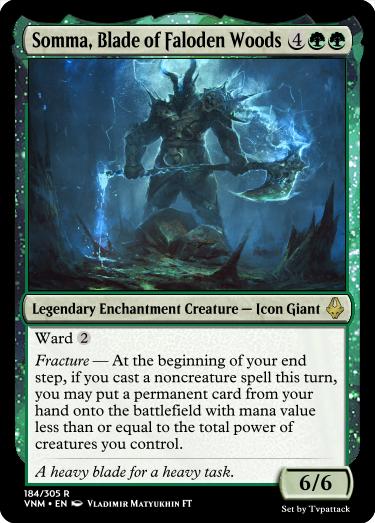 Somma, Blade of Faloden Woods 4
Legendary Enchantment Creature — Icon Giant
Ward 2
Fracture — At the beginning of your end
step, if you cast a noncreature spell this turn,
you may put a permanent card from your
hand onto the battlefield with mana value
less than or equal to the total power of
creatures you control.
A heavy blade for a heavy task.
6/6
184/305 R
VNM • EN Vladimir Matyukhin FT
Set by Tvpattack